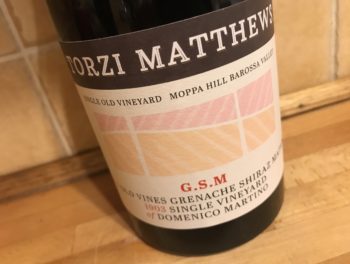 TORZI MATTHEWS
SINGLE OLD VINEYARD MOPPA HILL BAROSSA VALLEY
G.S.M
OLD VINES GRENACHE SHIRAZ
1903 SINGLE VINEYARD
of DOMENICO MARTINO